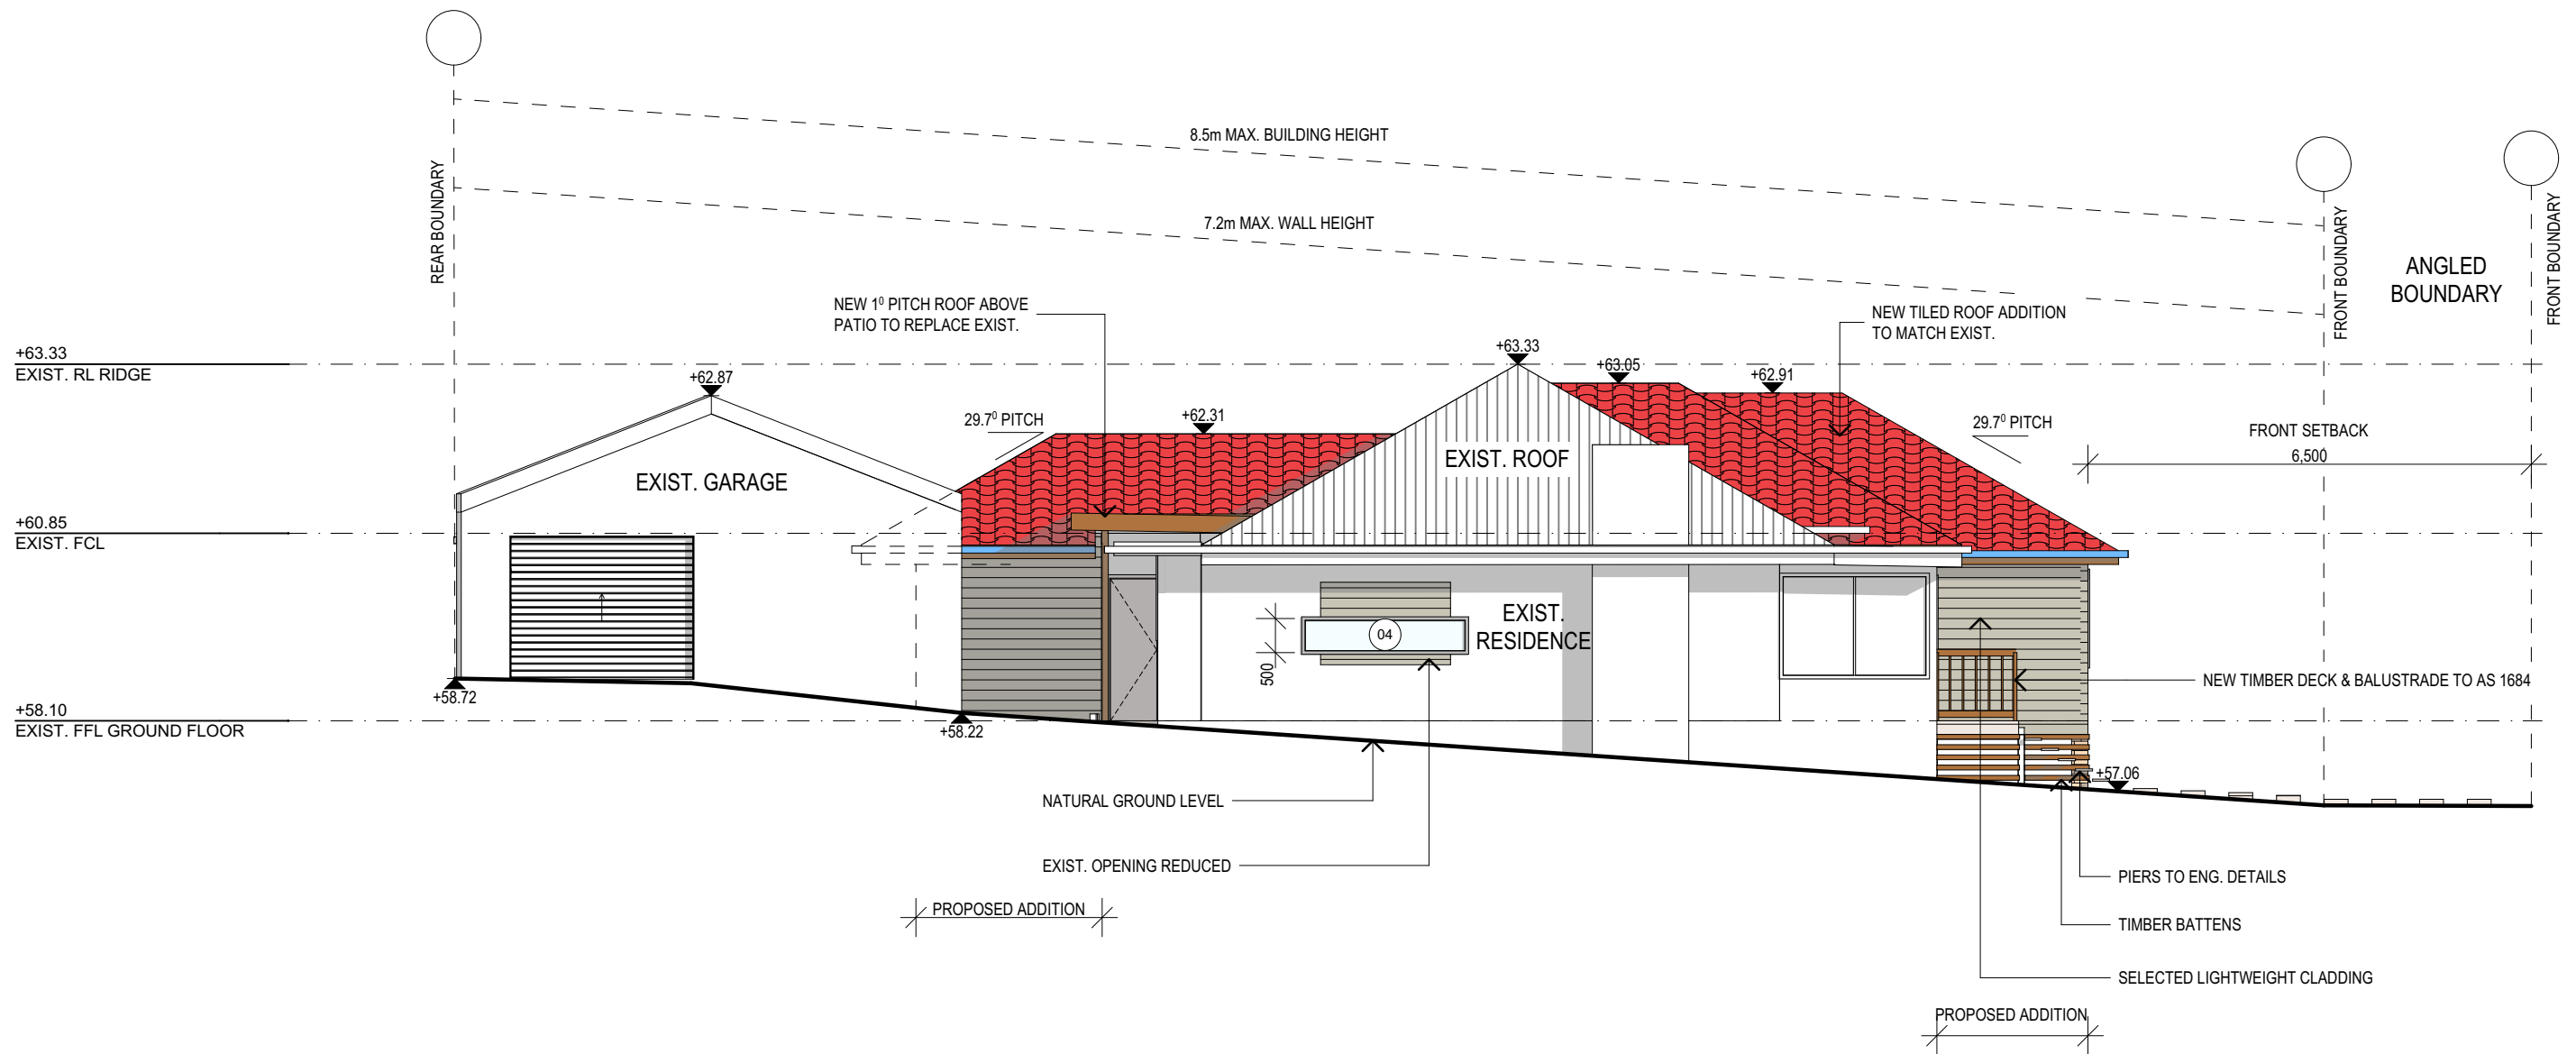 8.5m MAX. BUILDING HEIGHT
7.2m MAX. WALL HEIGHT
REAR BOUNDARY
FRONT BOUNDARY
ANGLED
BOUNDARY
FRONT BOUNDARY
NEW 1⁰ PITCH ROOF ABOVE
PATIO TO REPLACE EXIST.
NEW TILED ROOF ADDITION
TO MATCH EXIST.
+63.33
EXIST. RL RIDGE
+62.87
+63.33
+63.05
+62.91
29.7⁰ PITCH
+62.31
29.7⁰ PITCH
FRONT SETBACK
6,500
EXIST. GARAGE
EXIST. ROOF
+60.85
EXIST. FCL
EXIST.
RESIDENCE
04
500
NEW TIMBER DECK & BALUSTRADE TO AS 1684
+58.72
+58.10
EXIST. FFL GROUND FLOOR
+58.22
+57.06
NATURAL GROUND LEVEL
EXIST. OPENING REDUCED
PIERS TO ENG. DETAILS
PROPOSED ADDITION
TIMBER BATTENS
SELECTED LIGHTWEIGHT CLADDING
PROPOSED ADDITION